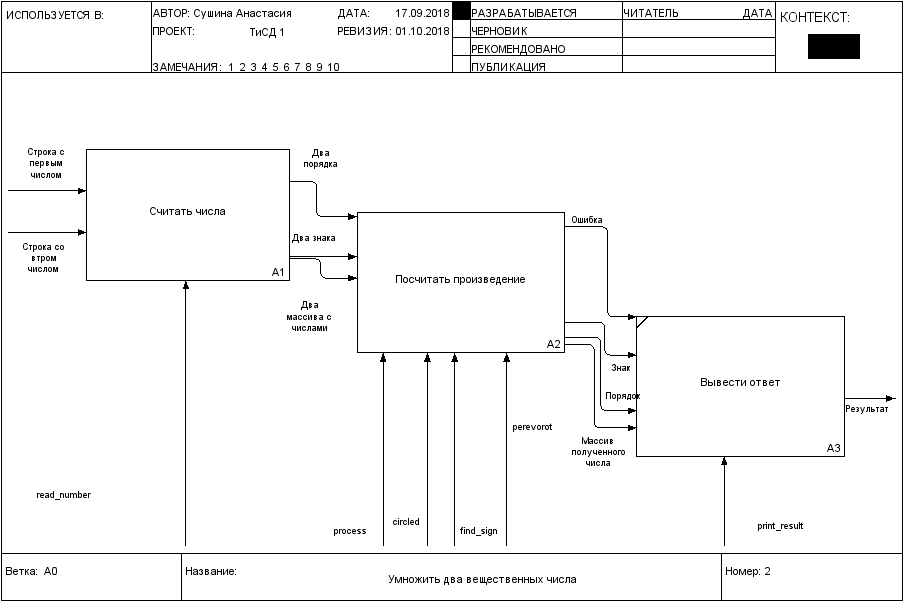 ИСПОЛЬЗУЕТСЯ В:
АВТОР: Сушина Анастасия
ДАТА: 17.09.2018
ПРОЕКТ: ТиСД 1
РЕВИЗИЯ: 01.10.2018
ЗАМЕЧАНИЯ: 1 2 3 4 5 6 7 8 9 10
РАЗРАБАТЫВАЕТСЯ
ЧЕРНОВИК
РЕКОМЕНДОВАНО
ПУБЛИКАЦИЯ
ЧИТАТЕЛЬ ДАТА
КОНТЕКСТ:
Строка с
первым
числом
Строка со
втром
числом
Считать числа
A1
Два
порядка
Два знака
Два
массива с
числами
Посчитать произведение
A2
Ошибка
Знак
Порядок
Массив
полученного
числа
Вывести ответ
A3
Результат
read_number
process
circled
find_sign
perevorot
print_result
Ветка: A0
Название:
Умножить два вещественных числа
Номер: 2